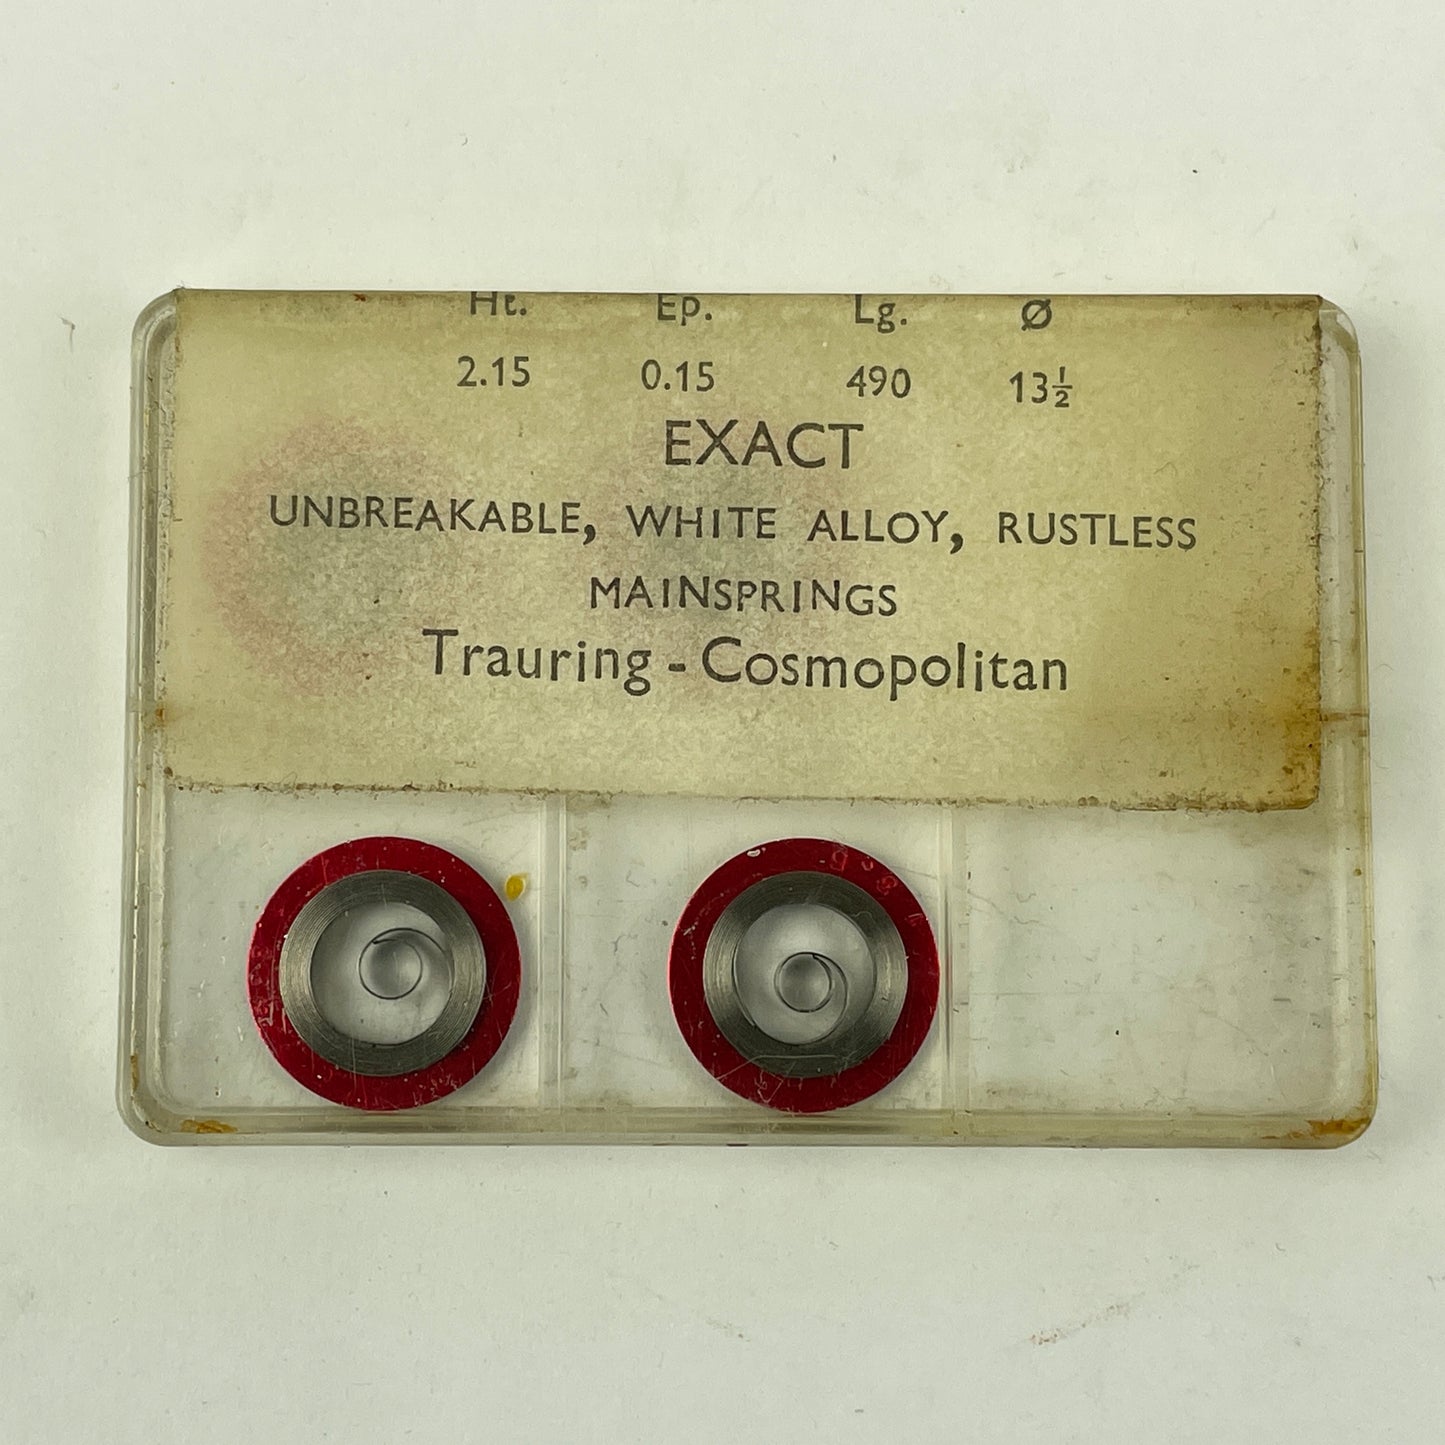 Ht. Ep. Lg. Ø
2.15 0.15 490 13½
EXACT
UNBREAKABLE, WHITE ALLOY, RUSTLESS
MAINSPRINGS
Trauring - Cosmopolitan